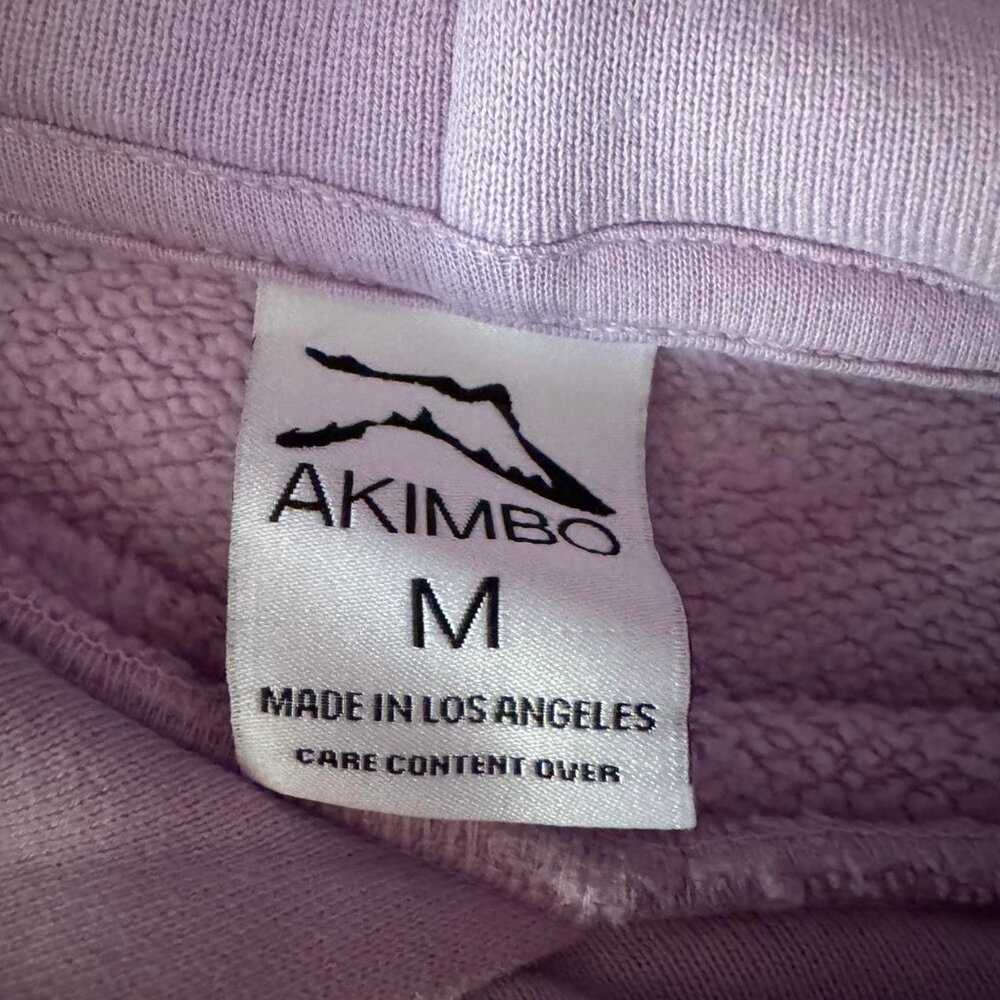 AKIMBO
M
MADE IN LOS ANGELES
CARE CONTENT OVER